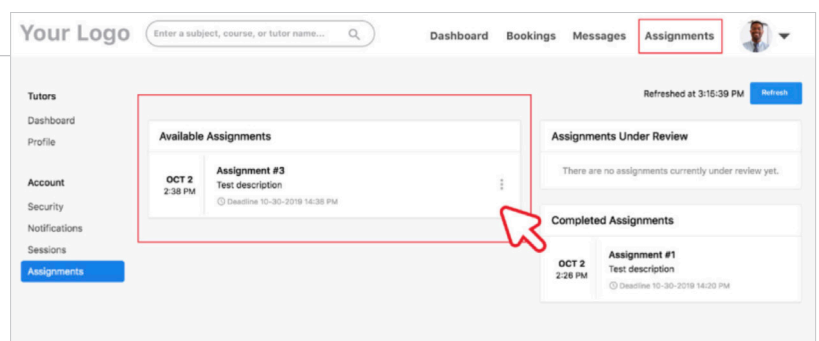 Your Logo
Enter a subject, course, or tutor name...
Dashboard Bookings Messages Assignments
Refreshed at 3:15:39 PM Refresh
Tutors
Dashboard
Profile
Account
Security
Notifications
Sessions
Assignments
Available Assignments
OCT 2
2:38 PM
Assignment #3
Test description
Deadline 10-30-2019 14:38 PM
Assignments Under Review
There are no assignments currently under review yet.
Completed Assignments
OCT 2
2:26 PM
Assignment #1
Test description
Deadline 10-30-2019 14:20 PM